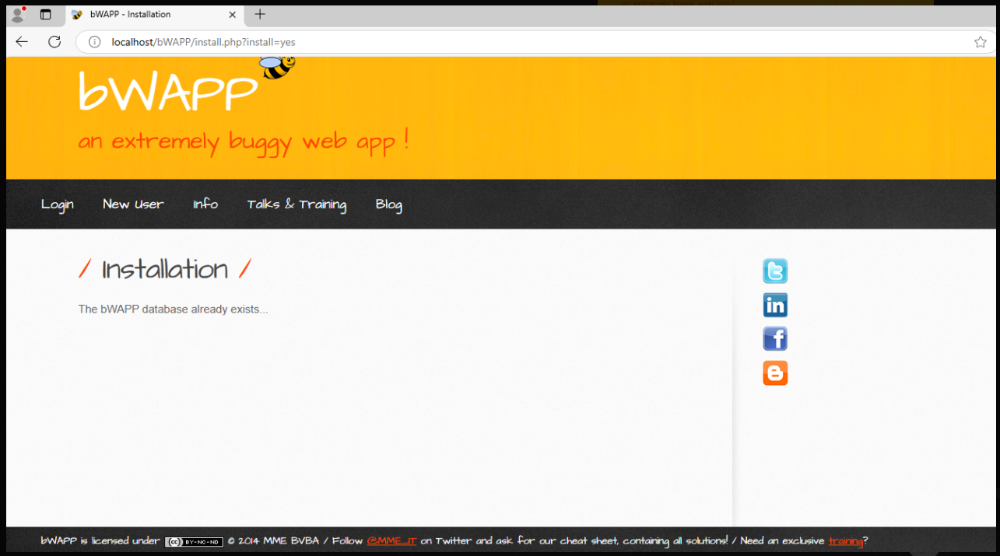 bWAPP - Installation
localhost/bWAPP/install.php?install=yes
bWAPP
an extremely buggy web app !
Login New User Info Talks & Training Blog
/ Installation /
The bWAPP database already exists...
bWAPP is licensed under (cc) BY-NC-ND © 2014 MME BVBA / Follow @MME_IT on Twitter and ask for our cheat sheet, containing all solutions! / Need an exclusive training?